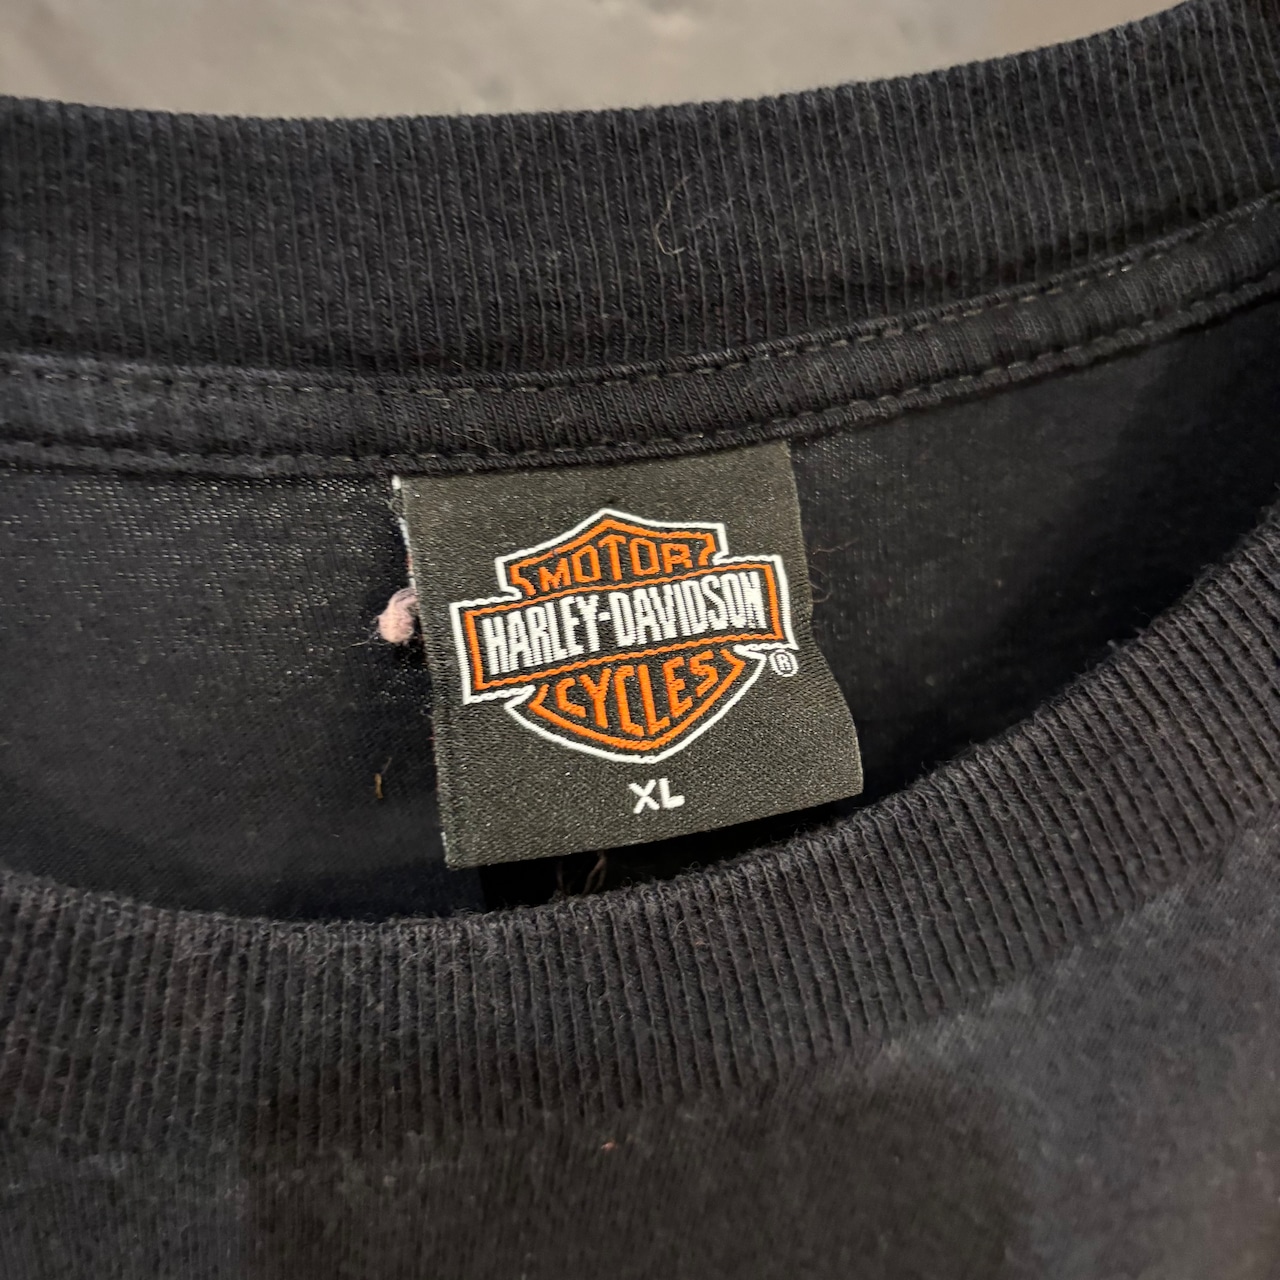 MOTOR
HARLEY-DAVIDSON
CYCLES
®
XL